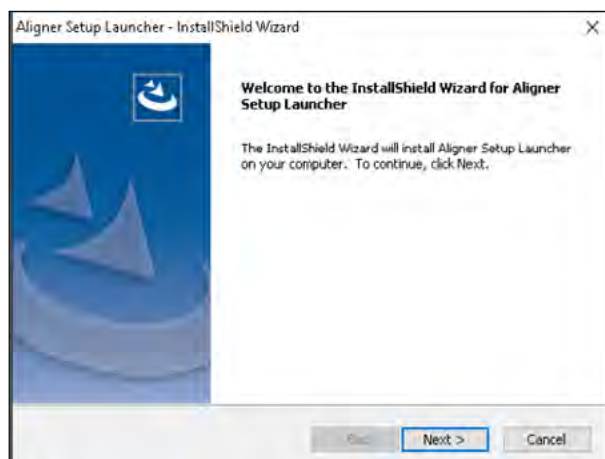 Aligner Setup Launcher - InstallShield Wizard
Welcome to the InstallShield Wizard for Aligner
Setup Launcher
The InstallShield Wizard will install Aligner Setup Launcher
on your computer. To continue, click Next.
Next >
Cancel